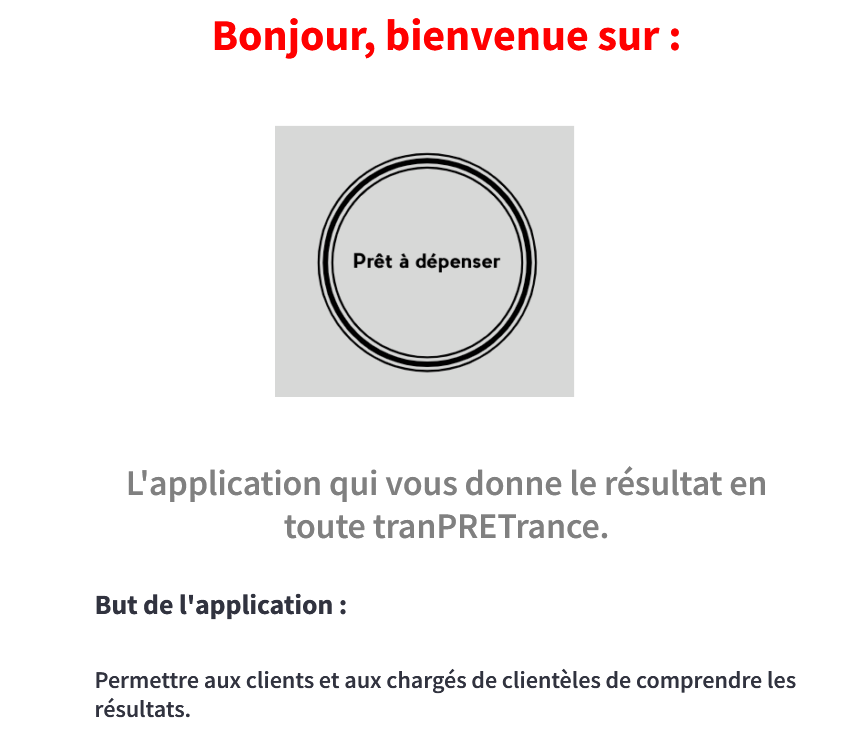 Bonjour, bienvenue sur :
Prêt à dépenser
L'application qui vous donne le résultat en
toute tranPRETrance.
But de l'application :
Permettre aux clients et aux chargés de clientèles de comprendre les
résultats.